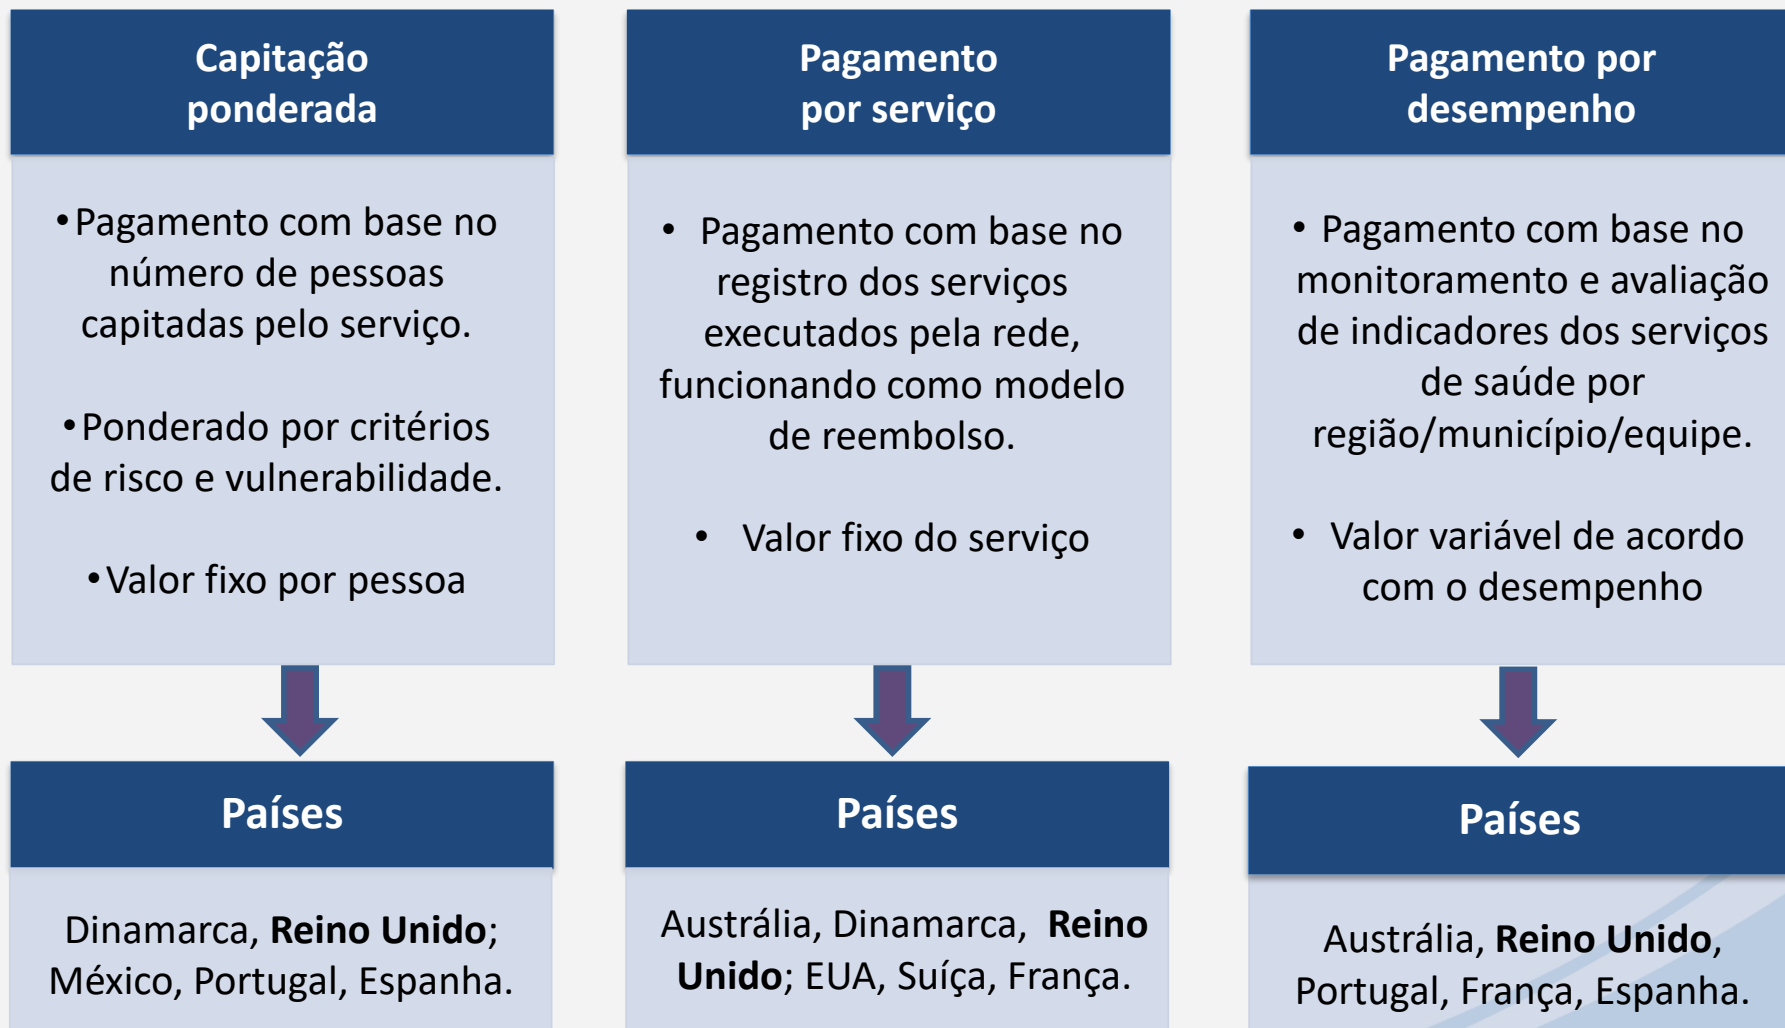 Capitação
ponderada
• Pagamento com base no
número de pessoas
capitadas pelo serviço.
• Ponderado por critérios
de risco e vulnerabilidade.
• Valor fixo por pessoa
Países
Dinamarca, Reino Unido;
México, Portugal, Espanha.
Pagamento
por serviço
• Pagamento com base no
registro dos serviços
executados pela rede,
funcionando como modelo
de reembolso.
• Valor fixo do serviço
Países
Austrália, Dinamarca, Reino
Unido; EUA, Suíça, França.
Pagamento por
desempenho
• Pagamento com base no
monitoramento e avaliação
de indicadores dos serviços
de saúde por
região/município/equipe.
• Valor variável de acordo
com o desempenho
Países
Austrália, Reino Unido,
Portugal, França, Espanha.